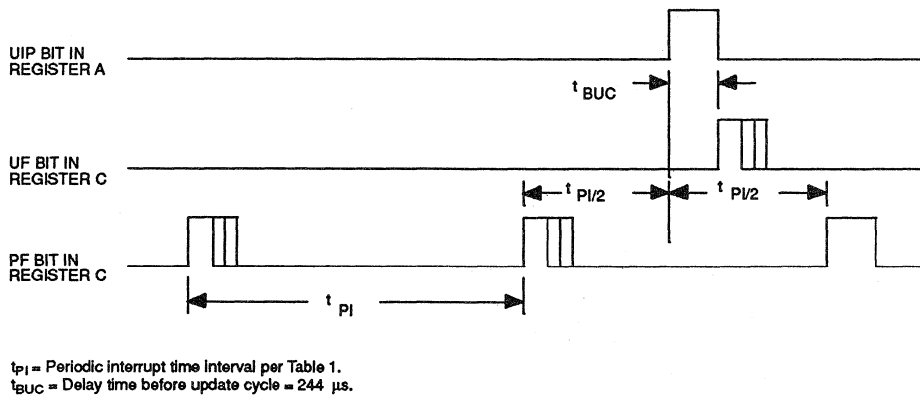 UIP BIT IN
REGISTER A
t BUC
UF BIT IN
REGISTER C
t PI/2
t PI/2
PF BIT IN
REGISTER C
t PI
tPI = Periodic interrupt time interval per Table 1.
tBUC = Delay time before update cycle = 244 μs.